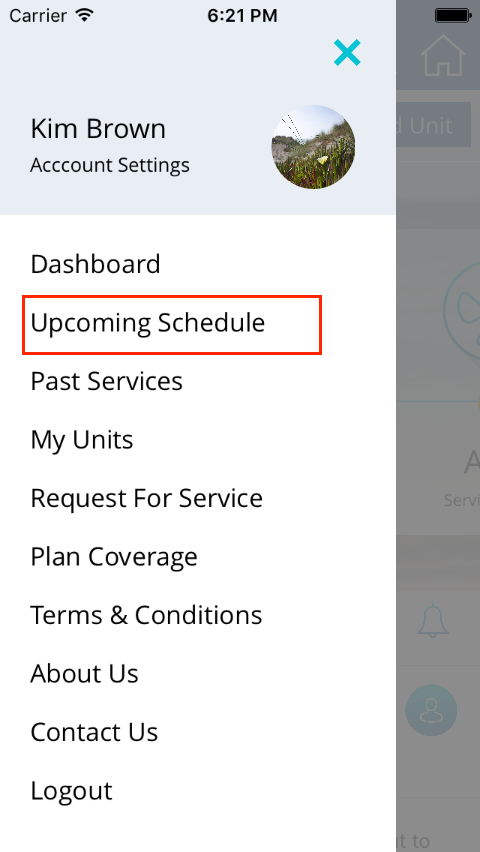 Carrier 6:21 PM
Kim Brown
Acccount Settings
d Unit
Dashboard
Upcoming Schedule
Past Services
My Units
Request For Service
Plan Coverage
Terms & Conditions
About Us
Contact Us
Logout
A
Servi
t to